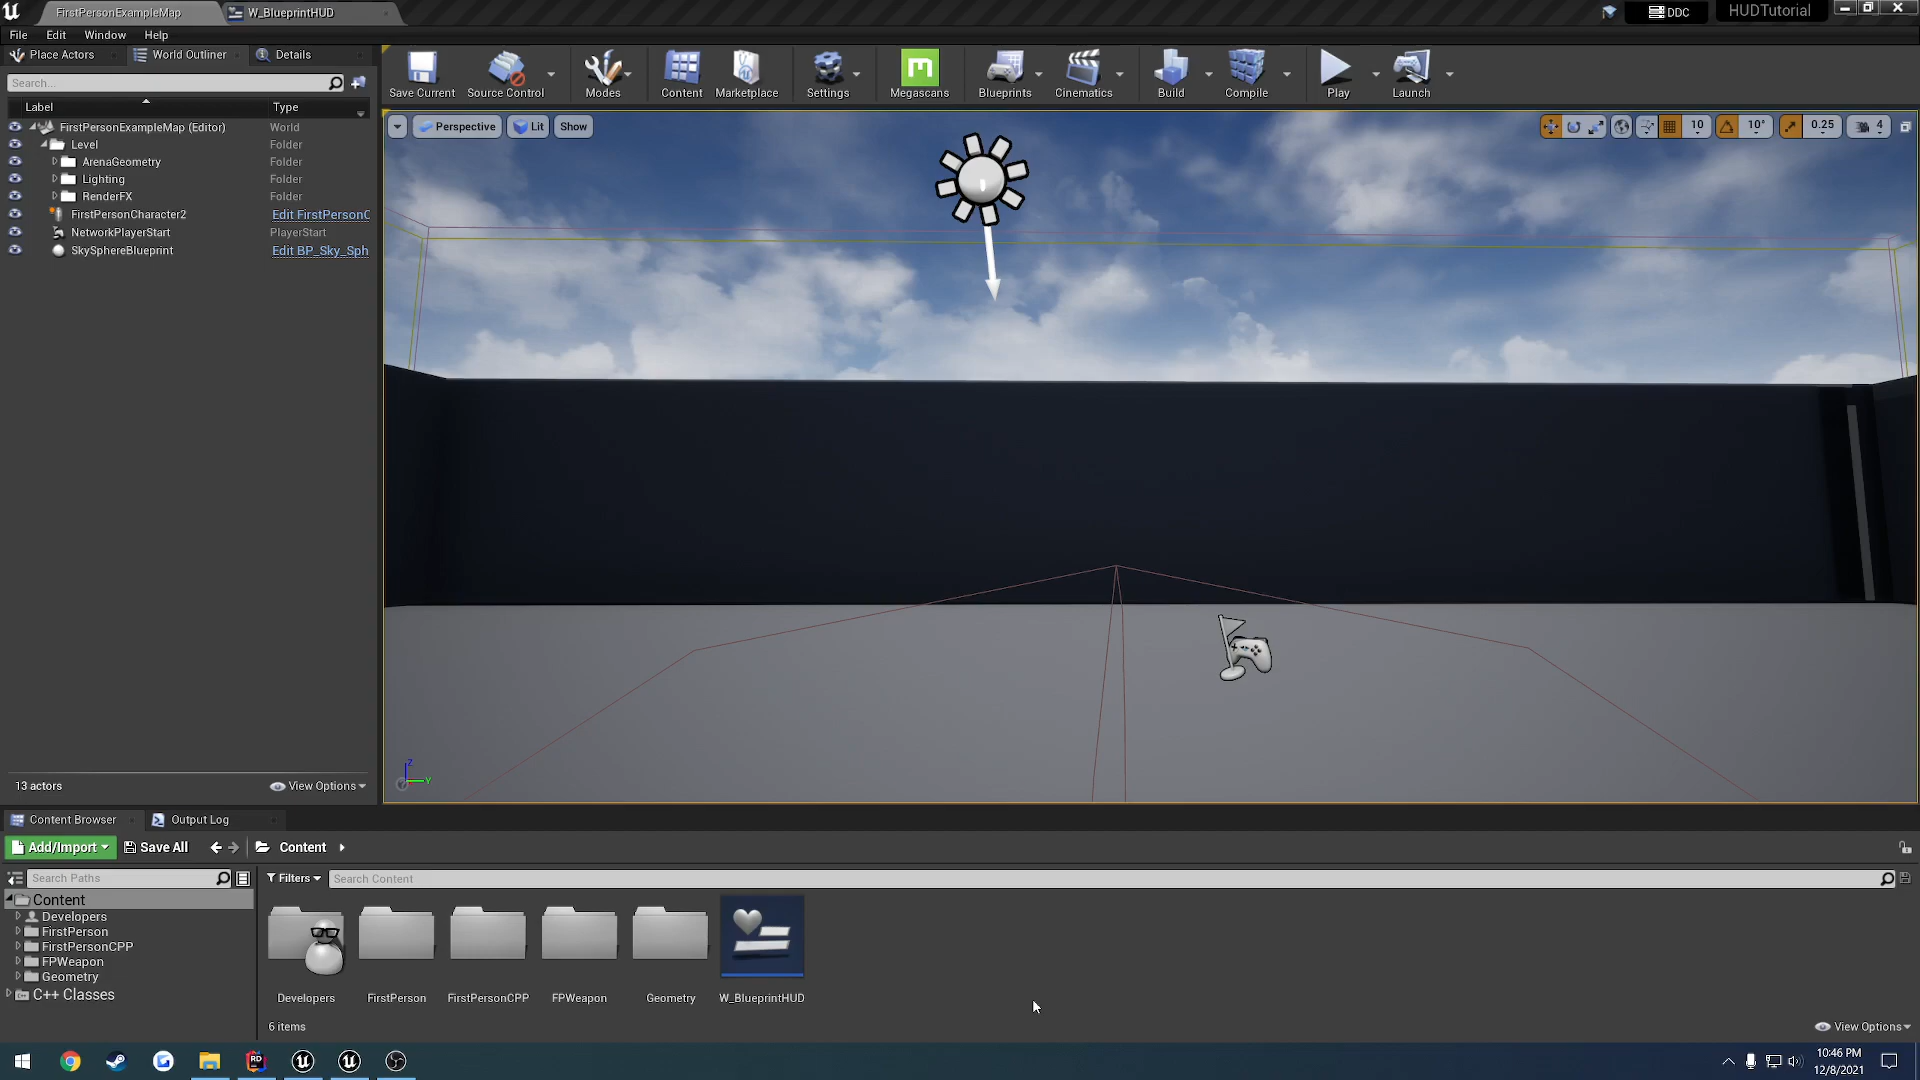 FirstPersonExampleMap
W_BlueprintHUD
DDC
HUDTutorial
File Edit Window Help
Place Actors
World Outliner
Details
Search...
Label Type
FirstPersonExampleMap (Editor) World
Level Folder
ArenaGeometry Folder
Lighting Folder
RenderFX Folder
FirstPersonCharacter2 Edit FirstPersonC
NetworkPlayerStart PlayerStart
SkySphereBlueprint Edit BP_Sky_Sph
13 actors
View Options
Save Current
Source Control
Modes
Content
Marketplace
Settings
Megascans
Blueprints
Cinematics
Build
Compile
Play
Launch
Perspective
Lit
Show
10
10°
0.25
4
Z
Y
Content Browser
Output Log
Add/Import
Save All
Content
Search Paths
Filters
Search Content
Content
Developers
FirstPerson
FirstPersonCPP
FPWeapon
Geometry
C++ Classes
Developers
FirstPerson
FirstPersonCPP
FPWeapon
Geometry
W_BlueprintHUD
6 items
View Options
RD
10:46 PM
12/8/2021